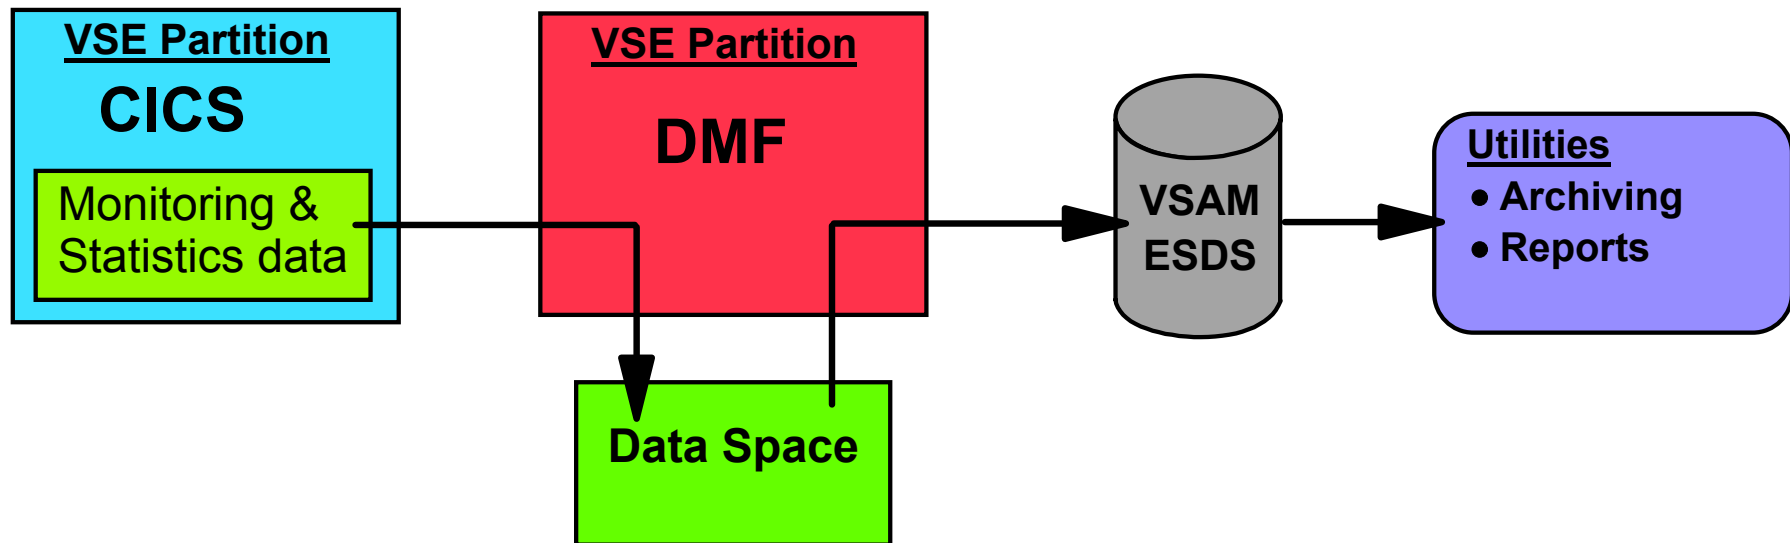 VSE Partition
CICS
Monitoring &
Statistics data
VSE Partition
DMF
Data Space
VSAM
ESDS
Utilities
● Archiving
● Reports